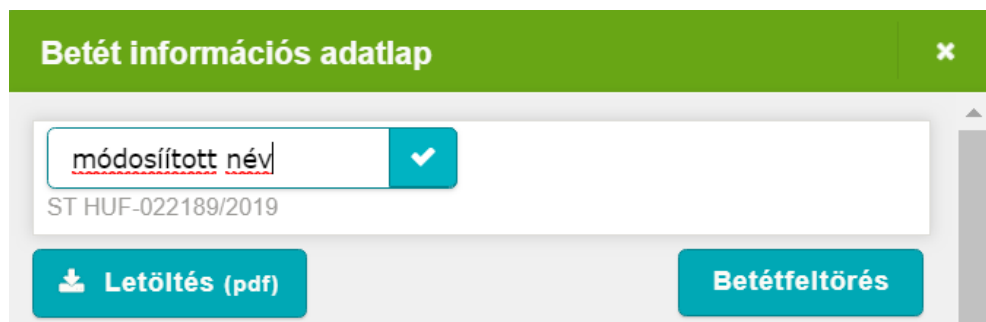 Betét információs adatlap
módosíított név
ST HUF-022189/2019
Letöltés (pdf)
Betétfeltörés